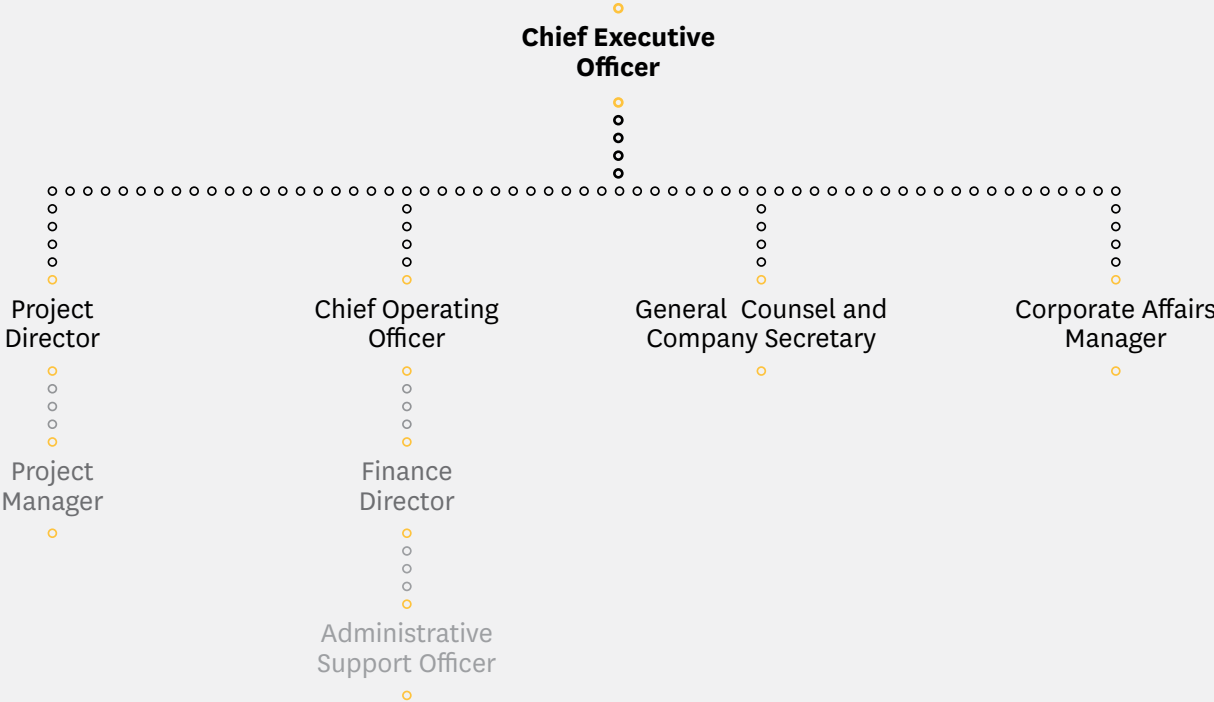 Chief Executive
Officer
Project
Director
Chief Operating
Officer
General  Counsel and
Company Secretary
Corporate Affairs
Manager
Project
Manager
Finance
Director
Administrative
Support Officer